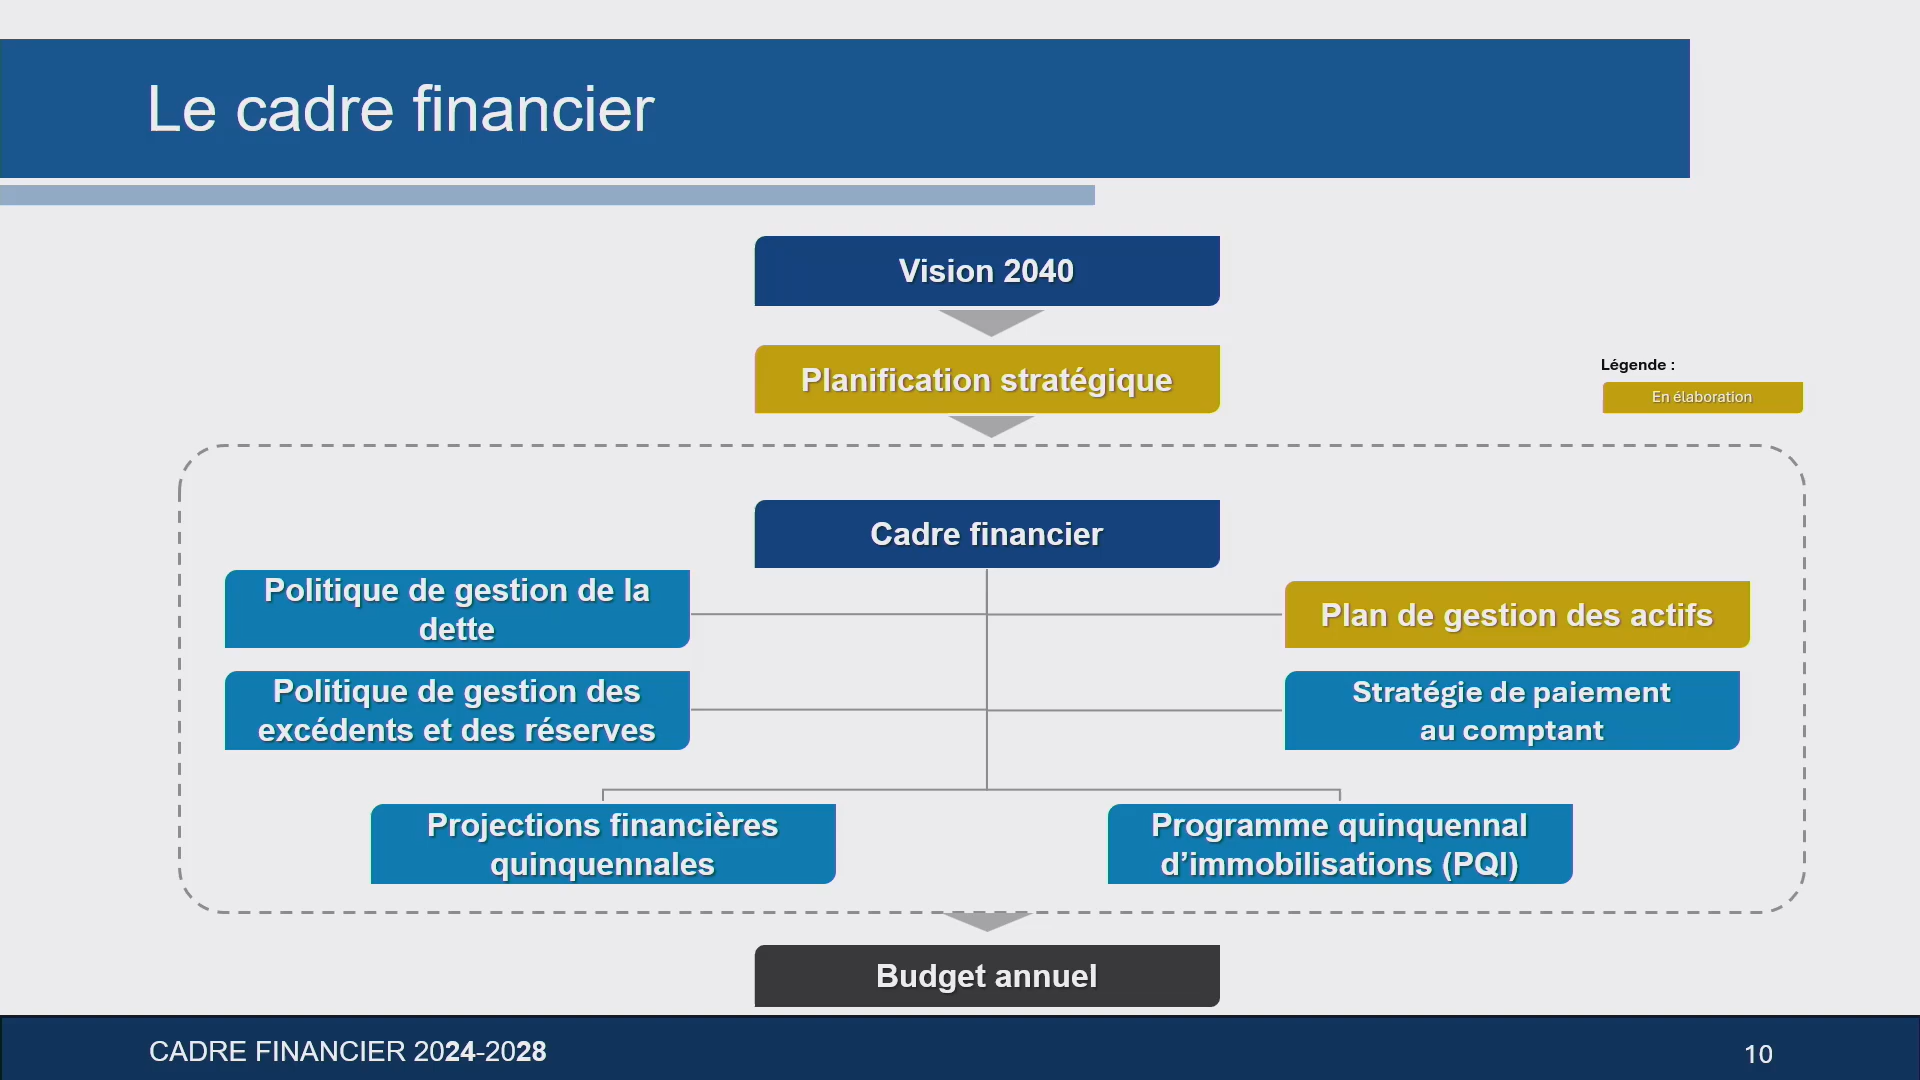 Le cadre financier
Vision 2040
Planification stratégique
Légende :
En élaboration
Cadre financier
Politique de gestion de la
dette
Plan de gestion des actifs
Politique de gestion des
excédents et des réserves
Stratégie de paiement
au comptant
Projections financières
quinquennales
Programme quinquennal
d’immobilisations (PQI)
Budget annuel
CADRE FINANCIER 2024-2028
10